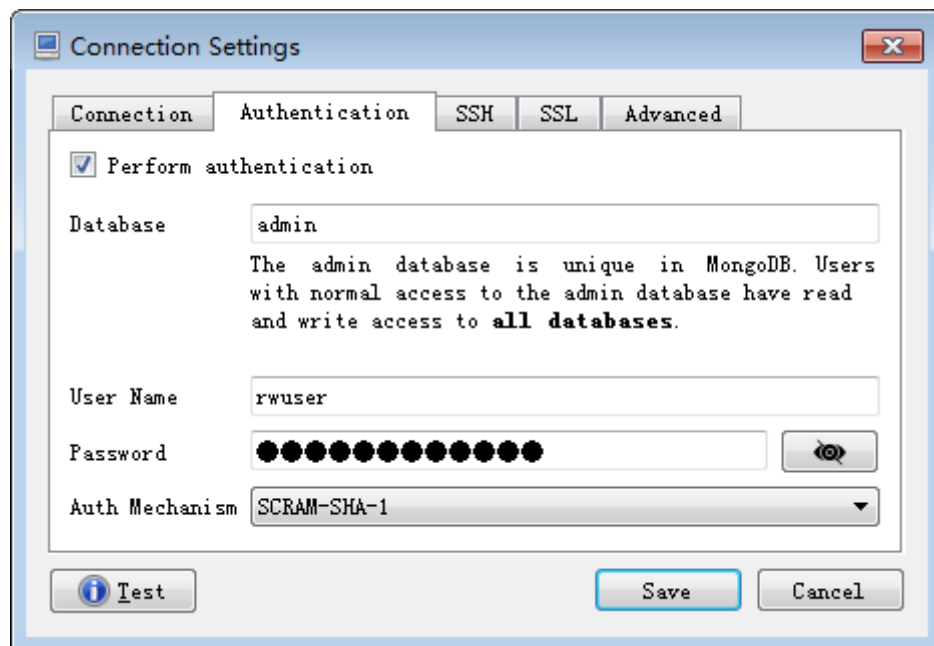 Connection Settings
Connection Authentication SSH SSL Advanced
Perform authentication
Database admin
The admin database is unique in MongoDB. Users
with normal access to the admin database have read
and write access to all databases.
User Name rwuser
Password ●●●●●●●●●●●●
Auth Mechanism SCRAM-SHA-1
Test Save Cancel